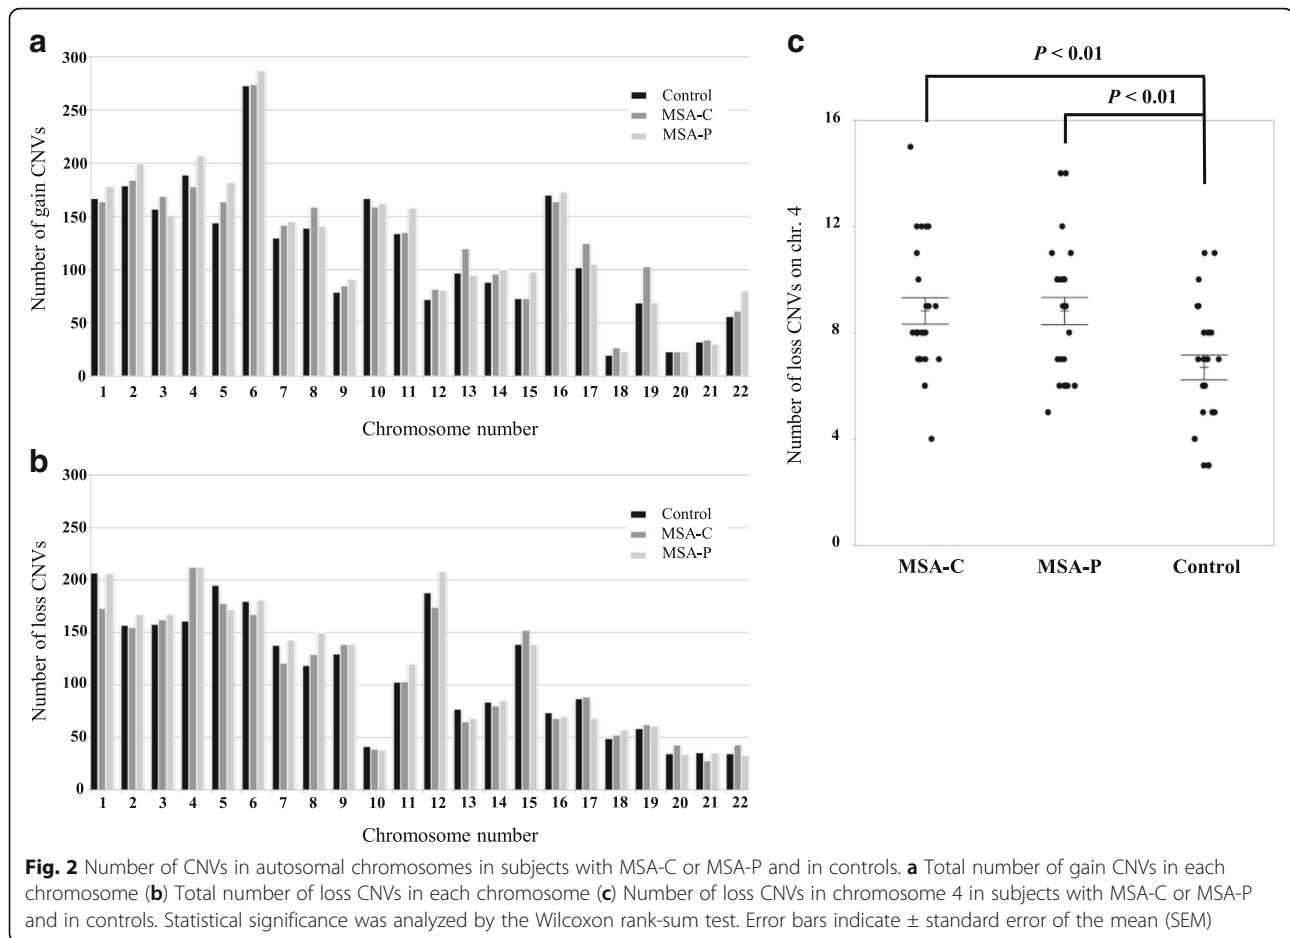 a
300
250
200
150
100
50
0
Number of gain CNVs
Control
MSA-C
MSA-P
1 2 3 4 5 6 7 8 9 10 11 12 13 14 15 16 17 18 19 20 21 22
Chromosome number
b
300
250
200
150
100
50
0
Number of loss CNVs
Control
MSA-C
MSA-P
1 2 3 4 5 6 7 8 9 10 11 12 13 14 15 16 17 18 19 20 21 22
Chromosome number
c
P < 0.01
P < 0.01
16
12
8
4
0
Number of loss CNVs on chr. 4
MSA-C MSA-P Control
Fig. 2 Number of CNVs in autosomal chromosomes in subjects with MSA-C or MSA-P and in controls. a Total number of gain CNVs in each
chromosome (b) Total number of loss CNVs in each chromosome (c) Number of loss CNVs in chromosome 4 in subjects with MSA-C or MSA-P
and in controls. Statistical significance was analyzed by the Wilcoxon rank-sum test. Error bars indicate ± standard error of the mean (SEM)